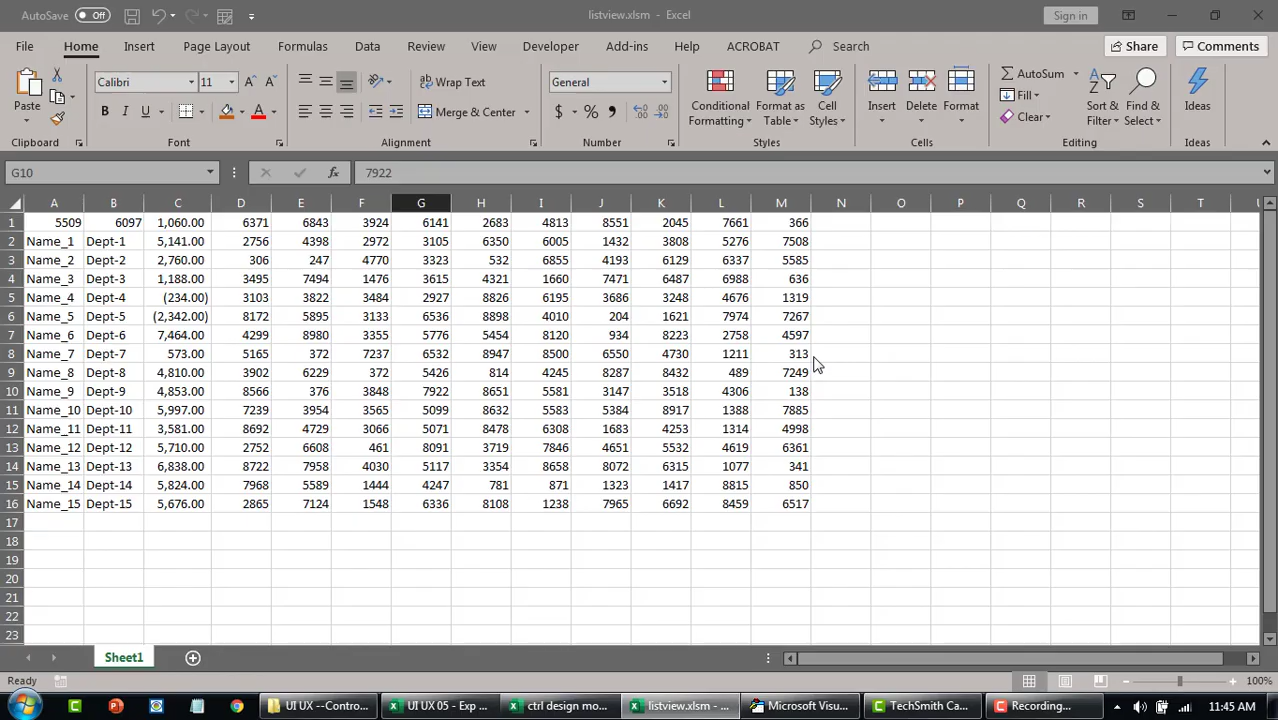 AutoSave Off listview.xlsm - Excel Sign in
File Home Insert Page Layout Formulas Data Review View Developer Add-ins Help ACROBAT Search Share Comments
Paste Calibri 11 Wrap Text General Conditional Formatting Format as Table Cell Styles Insert Delete Format AutoSum Fill Clear Sort & Filter Find & Select Ideas
B I U Merge & Center $ % ,
Clipboard Font Alignment Number Styles Cells Editing Ideas
G10 fx 7922
A B C D E F G H I J K L M N O P Q R S T U
1 5509 6097 1,060.00 6371 6843 3924 6141 2683 4813 8551 2045 7661 366
2 Name_1 Dept-1 5,141.00 2756 4398 2972 3105 6350 6005 1432 3808 5276 7508
3 Name_2 Dept-2 2,760.00 306 247 4770 3323 532 6855 4193 6129 6337 5585
4 Name_3 Dept-3 1,188.00 3495 7494 1476 3615 4321 1660 7471 6487 6988 636
5 Name_4 Dept-4 (234.00) 3103 3822 3484 2927 8826 6195 3686 3248 4676 1319
6 Name_5 Dept-5 (2,342.00) 8172 5895 3133 6536 8898 4010 204 1621 7974 7267
7 Name_6 Dept-6 7,464.00 4299 8980 3355 5776 5454 8120 934 8223 2758 4597
8 Name_7 Dept-7 573.00 5165 372 7237 6532 8947 8500 6550 4730 1211 313
9 Name_8 Dept-8 4,810.00 3902 6229 372 5426 814 4245 8287 8432 489 7249
10 Name_9 Dept-9 4,853.00 8566 376 3848 7922 8651 5581 3147 3518 4306 138
11 Name_10 Dept-10 5,997.00 7239 3954 3565 5099 8632 5583 5384 8917 1388 7885
12 Name_11 Dept-11 3,581.00 8692 4729 3066 5071 8478 6308 1683 4253 1314 4998
13 Name_12 Dept-12 5,710.00 2752 6608 461 8091 3719 7846 4651 5532 4619 6361
14 Name_13 Dept-13 6,838.00 8722 7958 4030 5117 3354 8658 8072 6315 1077 341
15 Name_14 Dept-14 5,824.00 7968 5589 1444 4247 781 871 1323 1417 8815 850
16 Name_15 Dept-15 5,676.00 2865 7124 1548 6336 8108 1238 7965 6692 8459 6517
17
18
19
20
21
22
23
Sheet1
Ready 100%
UI UX --Contro... UI UX 05 - Exp ... ctrl design mo... listview.xlsm - ... Microsoft Visu... TechSmith Ca... Recording... 11:45 AM